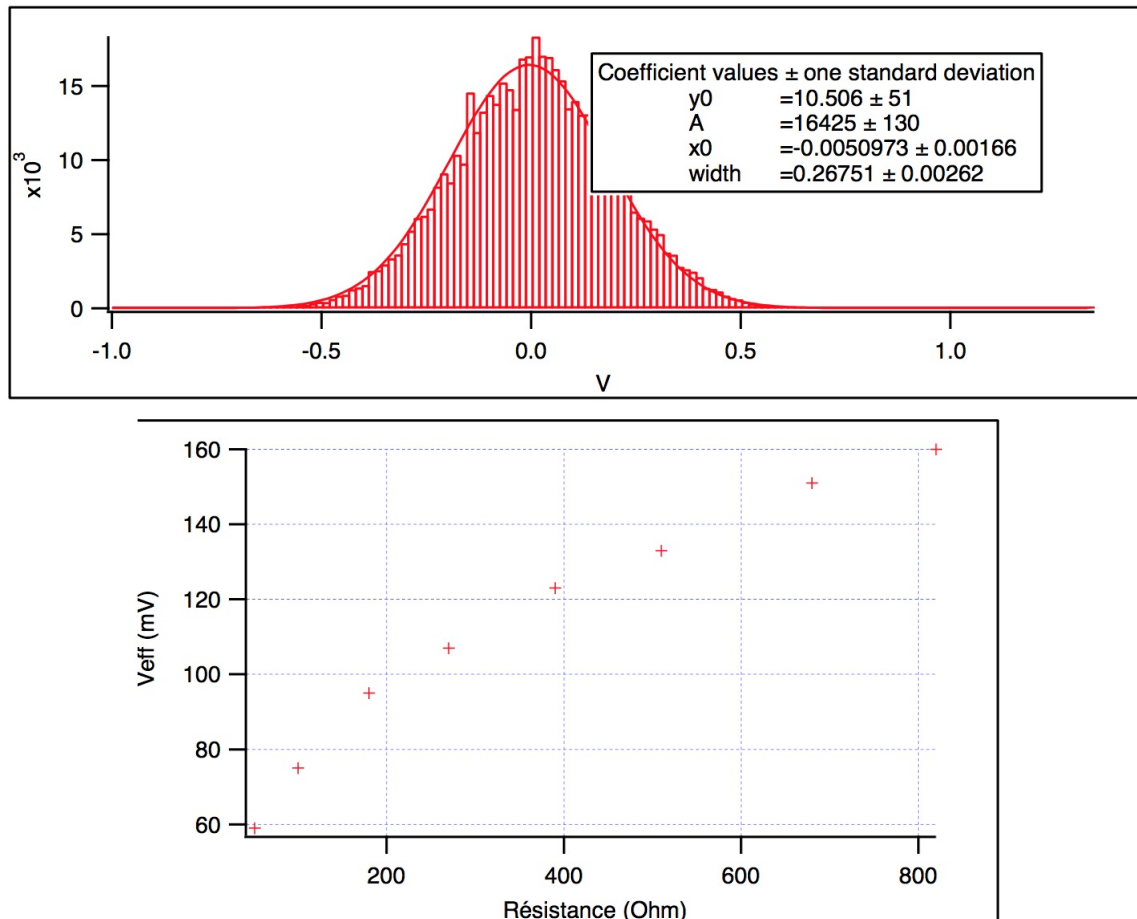 Coefficient values ± one standard deviation
y0 =10.506 ± 51
A =16425 ± 130
x0 =-0.0050973 ± 0.00166
width =0.26751 ± 0.00262
x10³
15
10
5
0
-1.0 -0.5 0.0 0.5 1.0
V
Veff (mV)
160
140
120
100
80
60
200 400 600 800
Résistance (Ohm)